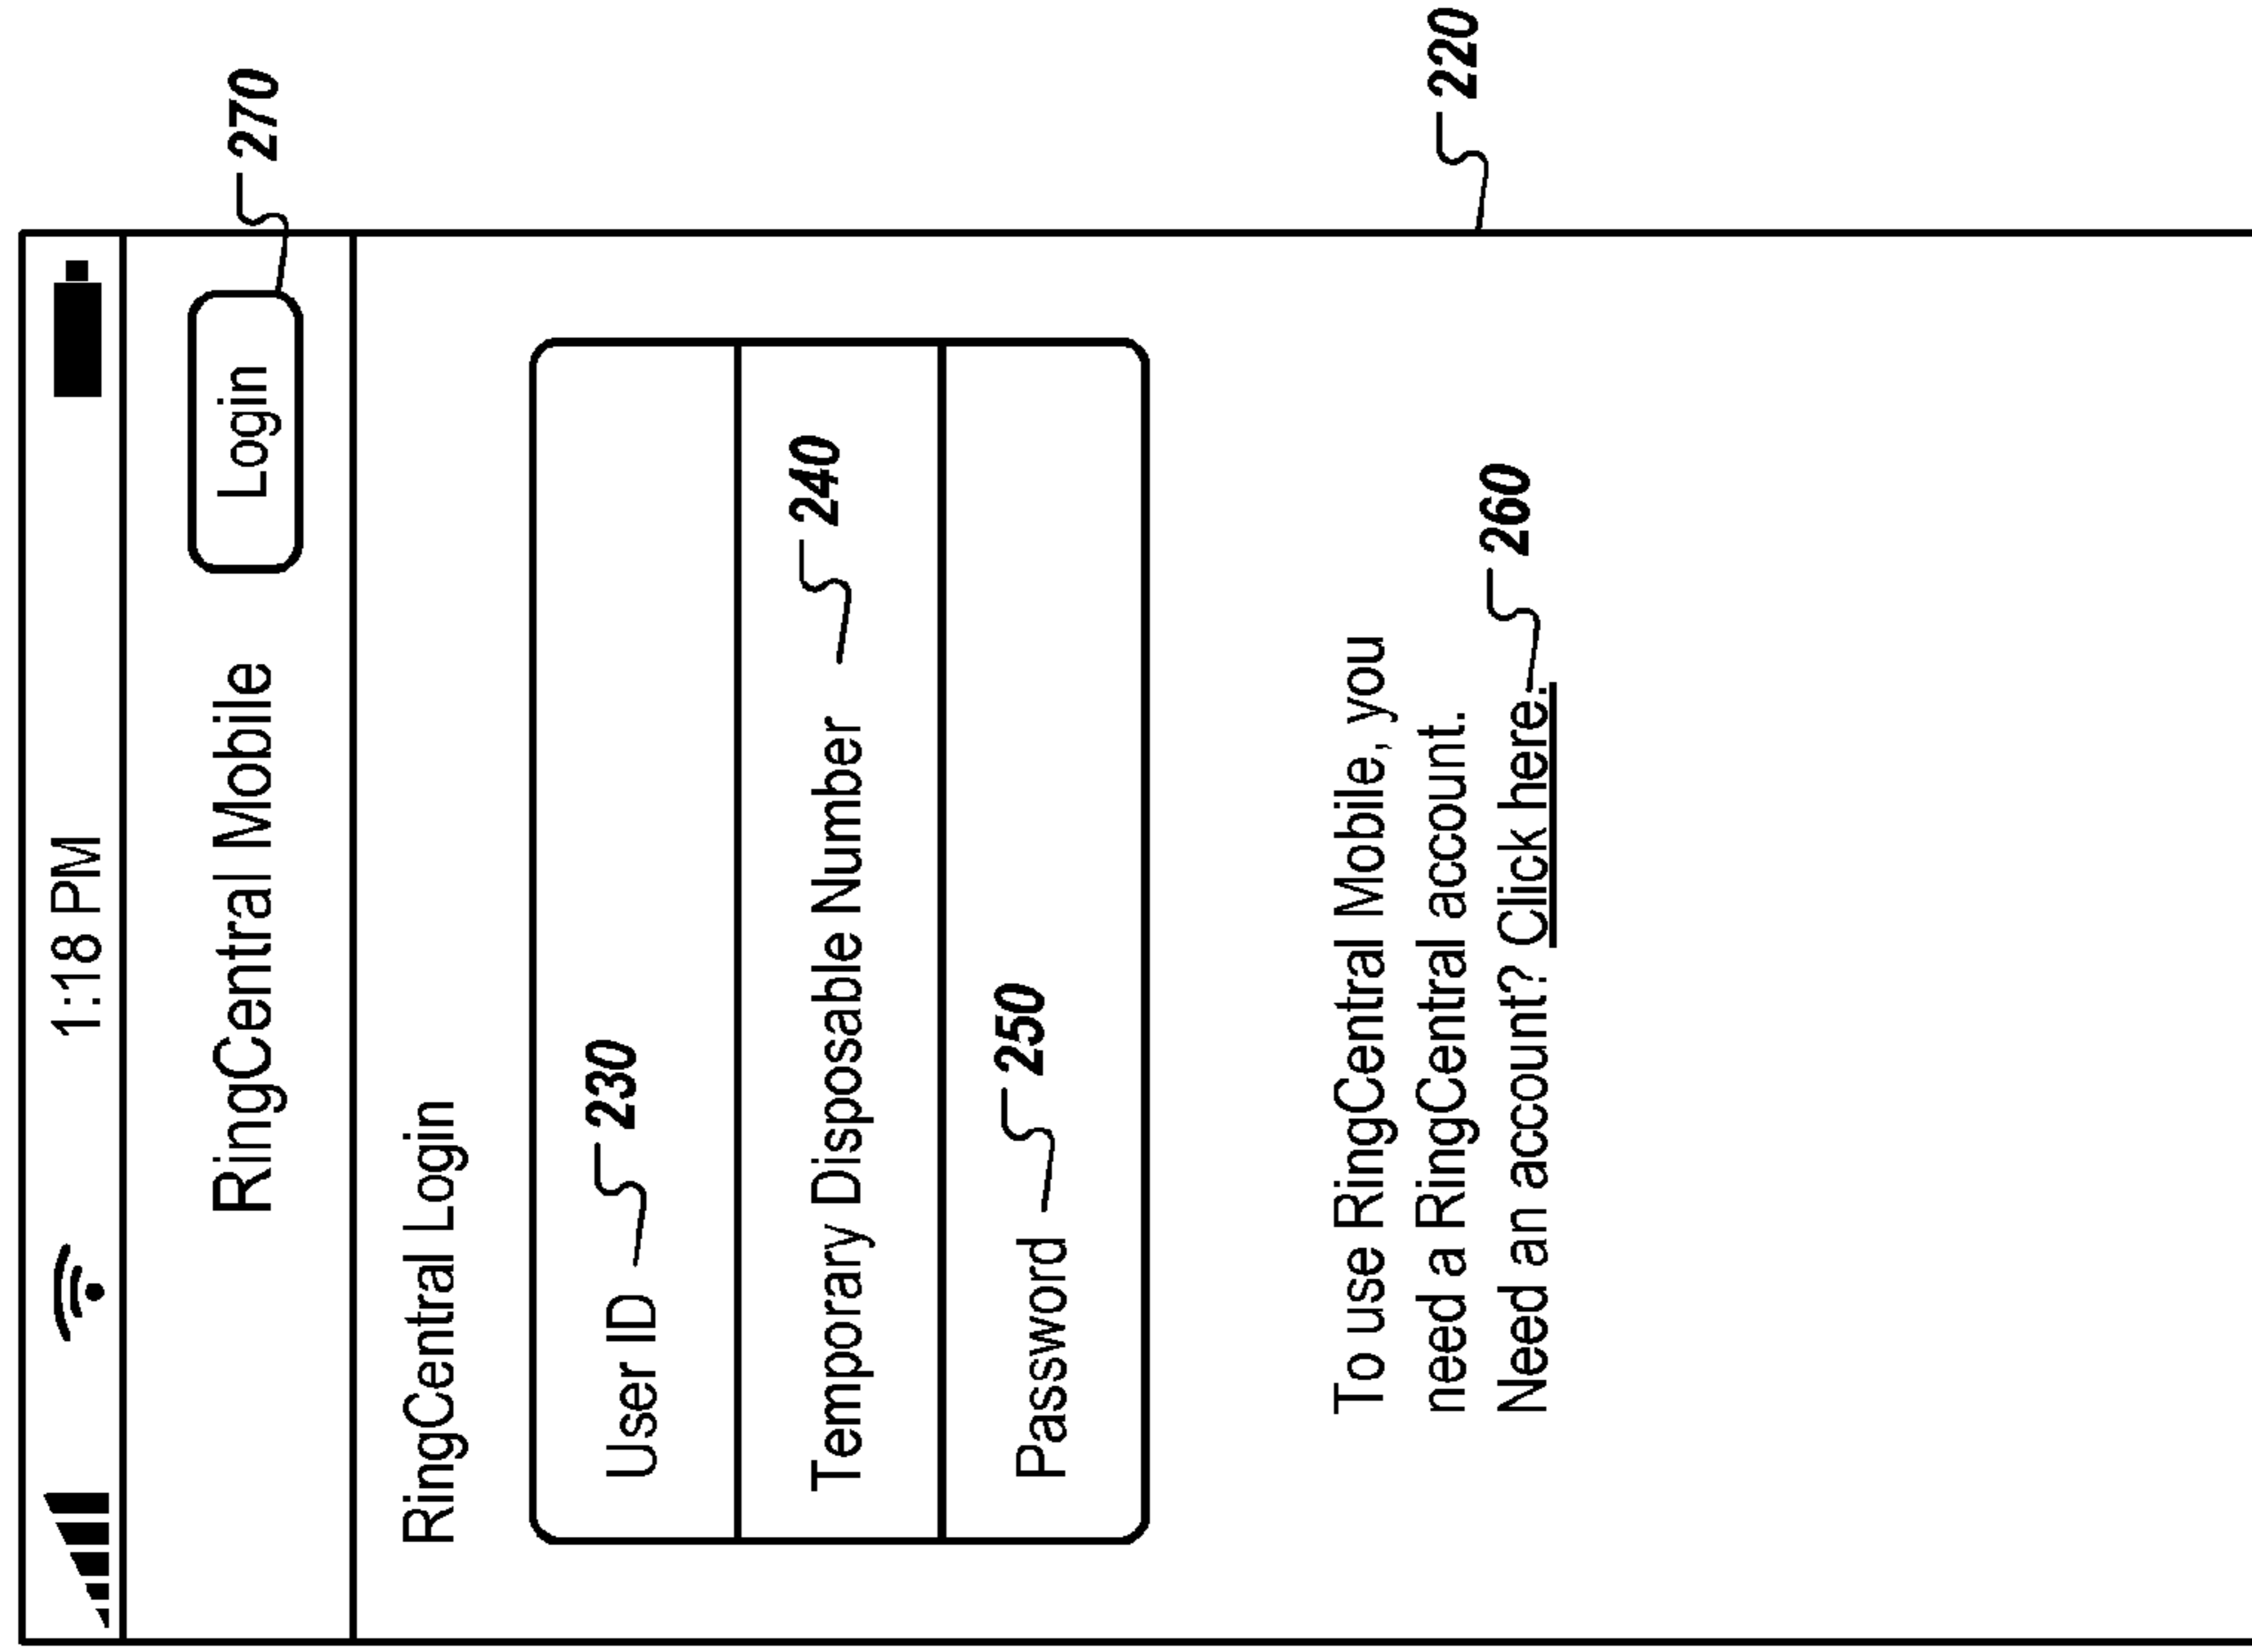 1:18 PM
RingCentral Mobile
Login
270
RingCentral Login
User ID 230
Temporary Disposable Number 240
Password 250
To use RingCentral Mobile, you
need a RingCentral account.
Need an account? Click here.
260
220